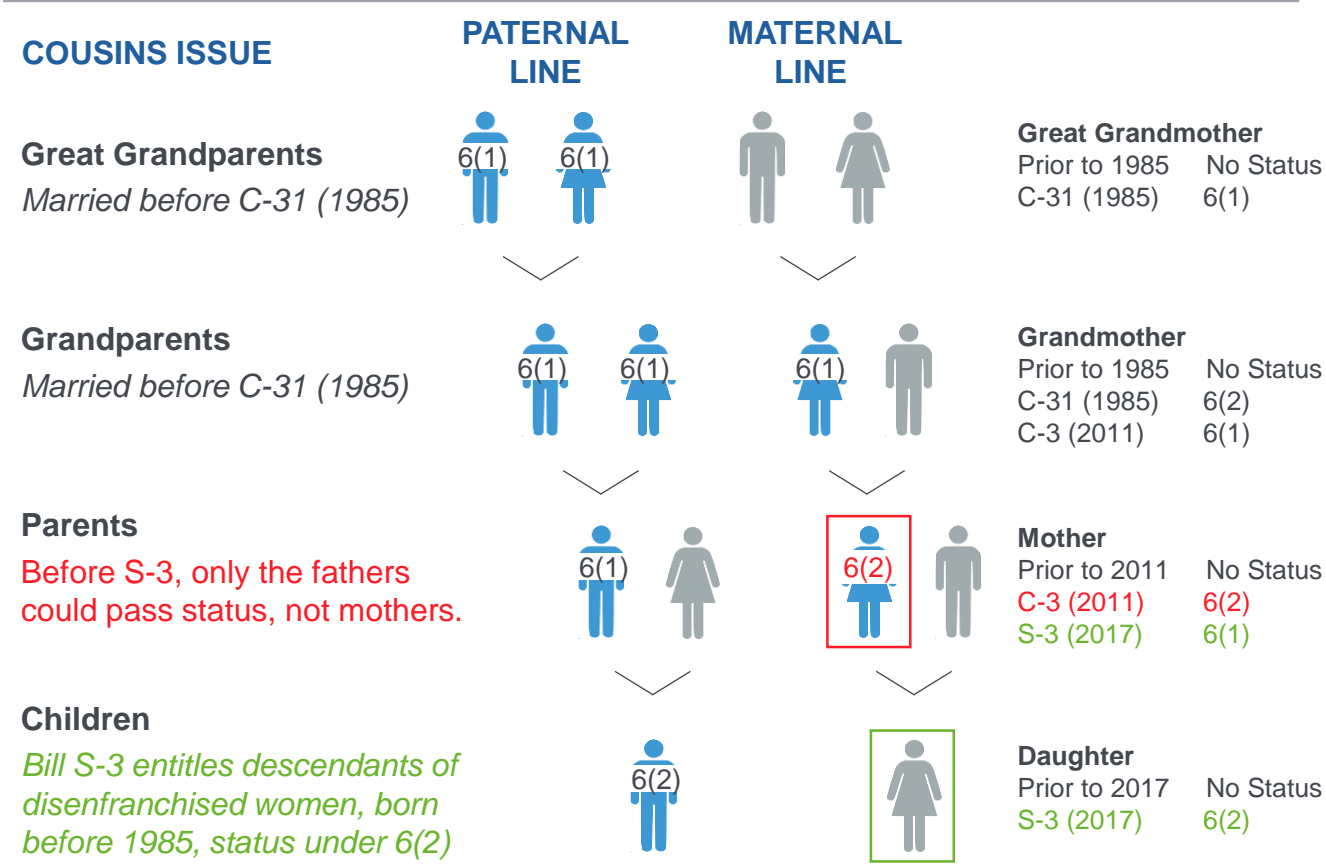 COUSINS ISSUE
PATERNAL
LINE
MATERNAL
LINE
Great Grandparents
Married before C-31 (1985)
6(1)
6(1)
Great Grandmother
Prior to 1985 No Status
C-31 (1985) 6(1)
Grandparents
Married before C-31 (1985)
6(1)
6(1)
6(1)
Grandmother
Prior to 1985 No Status
C-31 (1985) 6(2)
C-3 (2011) 6(1)
Parents
Before S-3, only the fathers
could pass status, not mothers.
6(1)
6(2)
Mother
Prior to 2011 No Status
C-3 (2011) 6(2)
S-3 (2017) 6(1)
Children
Bill S-3 entitles descendants of
disenfranchised women, born
before 1985, status under 6(2)
6(2)
Daughter
Prior to 2017 No Status
S-3 (2017) 6(2)